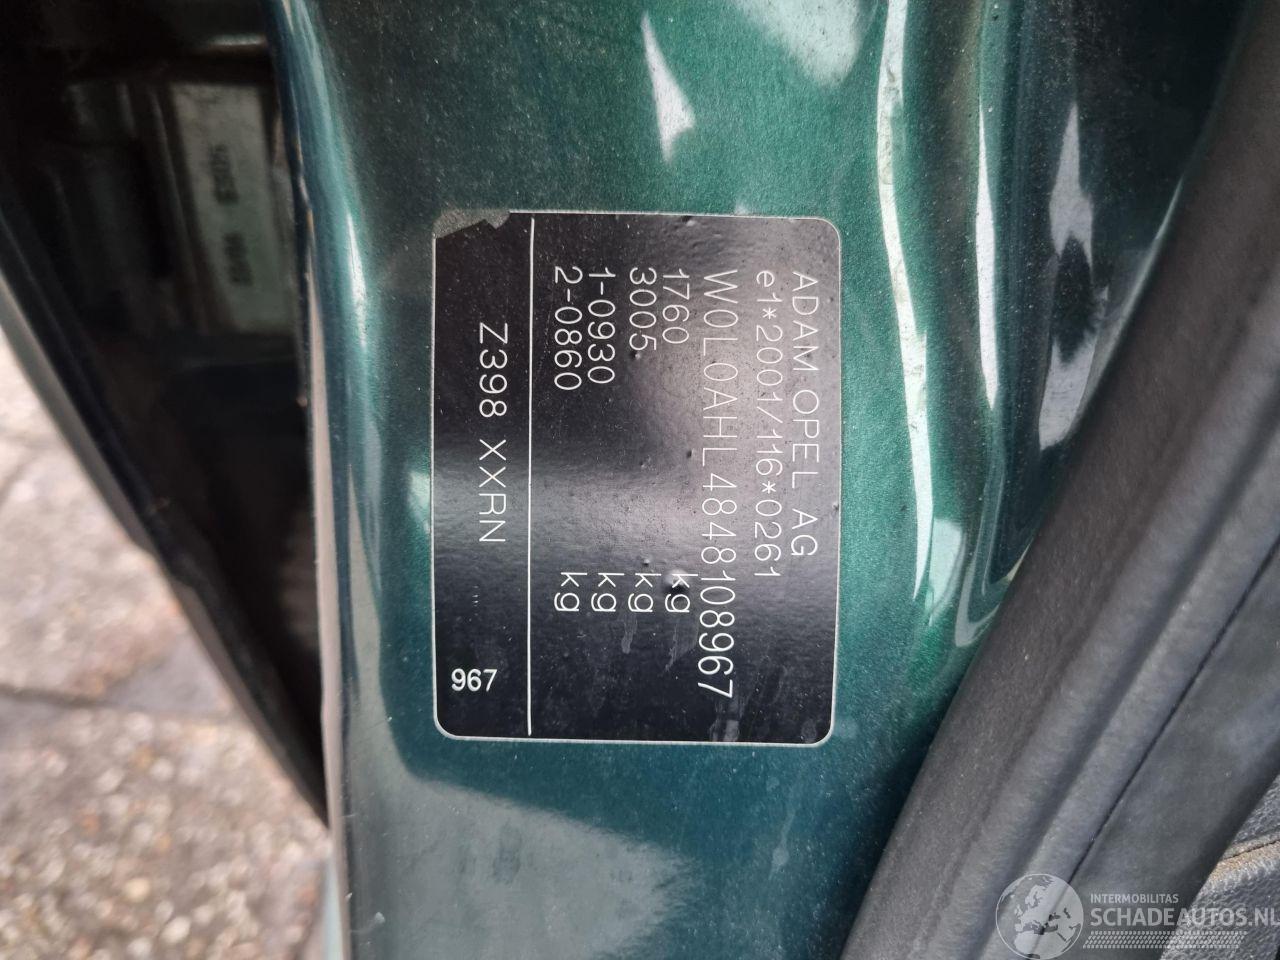 ADAM OPEL AG
e1*2001/116*0261
W0L0AHL4848108967
1760 kg
3005 kg
1-0930 kg
2-0860 kg
Z398 XXRN
967
INTERMOBILITAS
SCHADEAUTOS.NL